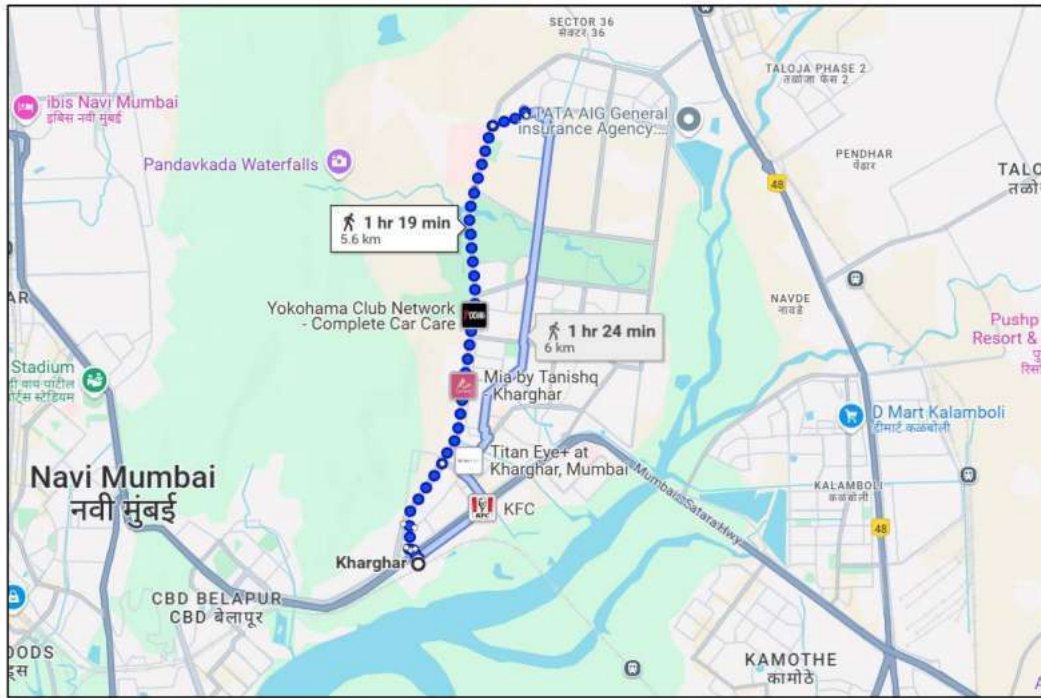 SECTOR 36
सेक्टर 36
TALOJA PHASE 2
तळोजा फेस 2
ibis Navi Mumbai
इबिस नवी मुंबई
TATA AIG General
insurance Agency:...
Pandavkada Waterfalls
PENDHAR
पेंढार
TALO
48
1 hr 19 min
5.6 km
NAVDE
नावडे
AR
Yokohama Club Network
- Complete Car Care
1 hr 24 min
6 km
Pushp
Resort &
Stadium
Mia by Tanishq
- Kharghar
D Mart Kalamboli
डीमार्ट कळंबोली
Titan Eye+ at
Kharghar, Mumbai
Navi Mumbai
नवी मुंबई
KALAMBOLI
कळंबोली
KFC
KFC
Mumbai - Satara Hwy
48
Kharghar
CBD BELAPUR
CBD बेलापूर
OODS
KAMOTHE
कामोठे